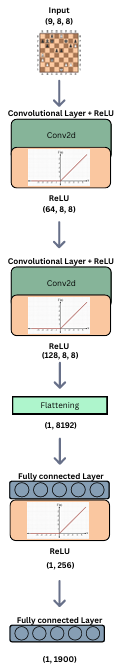 Input
(9, 8, 8)
Convolutional Layer + ReLU
Conv2d
ReLU
(64, 8, 8)
Convolutional Layer + ReLU
Conv2d
ReLU
(128, 8, 8)
Flattening
(1, 8192)
Fully connected Layer
ReLU
(1, 256)
Fully connected Layer
(1, 1900)